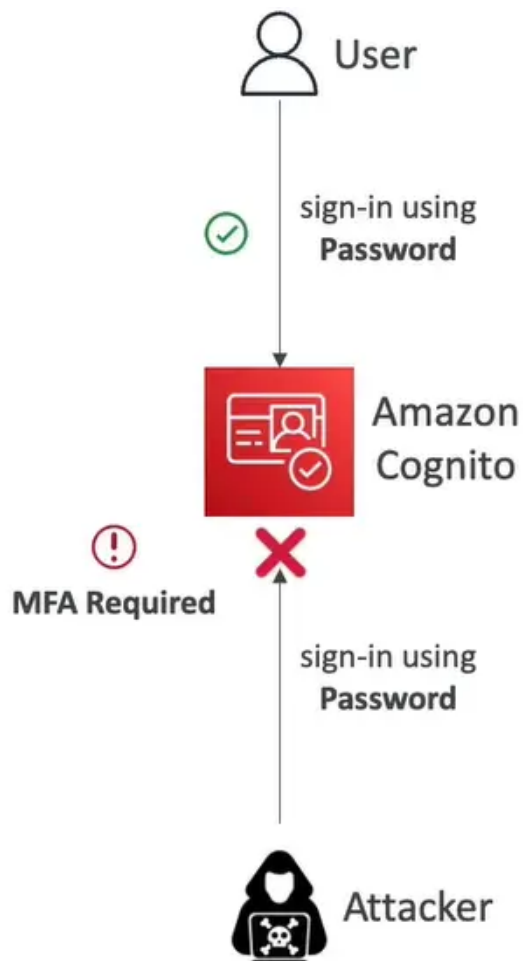 User
sign-in using
Password
Amazon
Cognito
MFA Required
sign-in using
Password
Attacker